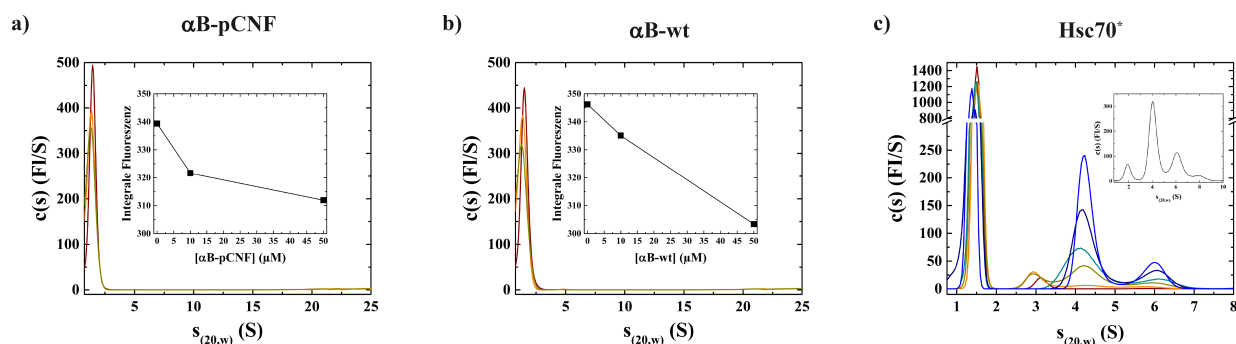 a) αB-pCNF
500
400
300
200
100
0
c(s) (Fl/S)
5 10 15 20 25
s(20,w) (S)
350
340
330
320
310
300
Integrale Fluoreszenz
0 5 10 15 20 25 30 35 40 45 50
[αB-pCNF] (µM)
b) αB-wt
500
400
300
200
100
0
c(s) (Fl/S)
5 10 15 20 25
s(20,w) (S)
350
340
330
320
310
300
Integrale Fluoreszenz
0 5 10 15 20 25 30 35 40 45 50
[αB-wt] (µM)
c) Hsc70*
1400
1200
1000
800
250
200
150
100
50
0
c(s) (Fl/S)
1 2 3 4 5 6 7 8
s(20,w) (S)
300
200
100
0
c(s) (Fl/S)
2 4 6 8 10
s(20,w) (S)